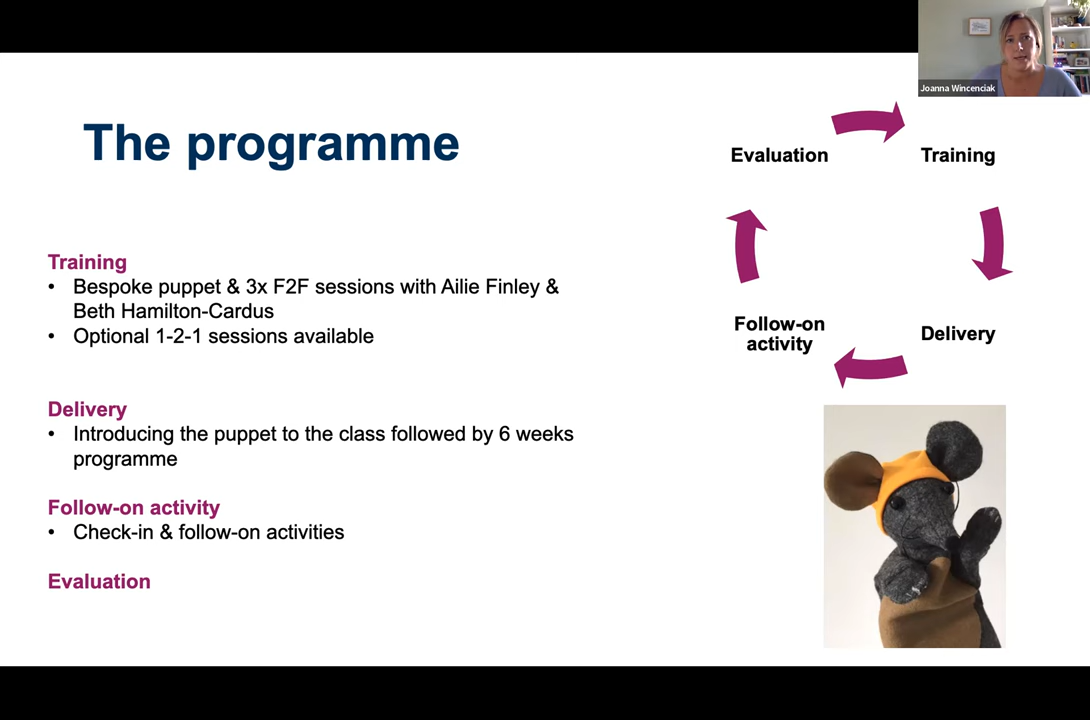 Joanna Wincenciak
The programme
Evaluation
Training
Follow-on
activity
Delivery
Training
• Bespoke puppet & 3x F2F sessions with Ailie Finley &
Beth Hamilton-Cardus
• Optional 1-2-1 sessions available
Delivery
• Introducing the puppet to the class followed by 6 weeks
programme
Follow-on activity
• Check-in & follow-on activities
Evaluation